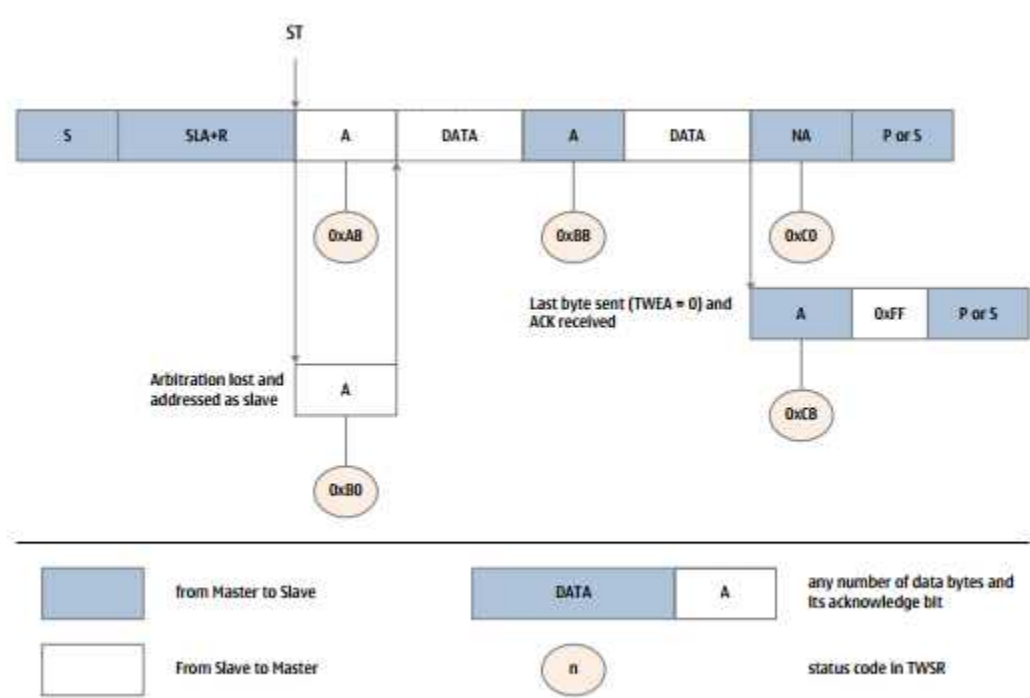 ST
S SLA+R A DATA A DATA NA P or S
0xA8 0xB8 0xC0
Last byte sent (TWEA = 0) and
ACK received
A 0xFF P or S
Arbitration lost and
addressed as slave
A
0xC8
0xB0
from Master to Slave
DATA A
any number of data bytes and
its acknowledge bit
From Slave to Master
n
status code in TWSR